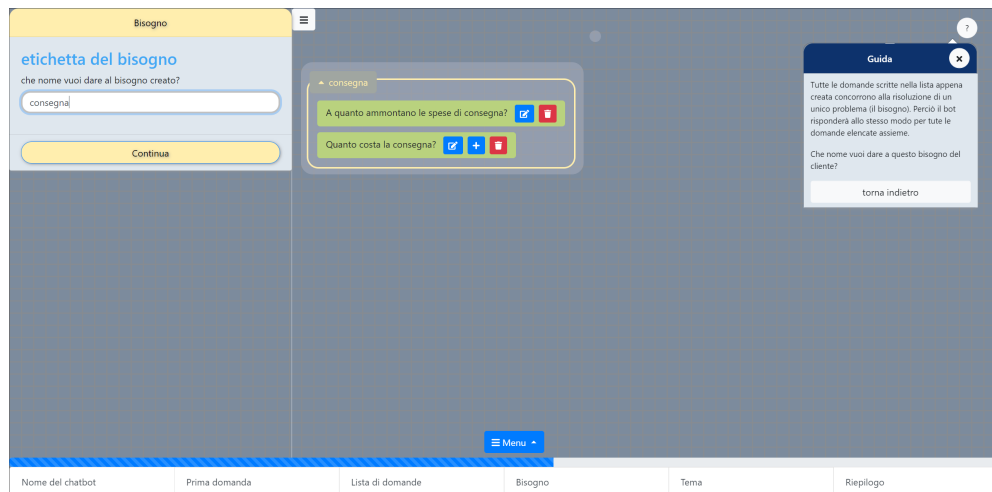 Bisogno
etichetta del bisogno
che nome vuoi dare al bisogno creato?
consegna
Continua
consegna
A quanto ammontano le spese di consegna?
Quanto costa la consegna?
?
Guida
Tutte le domande scritte nella lista appena
creata concorrono alla risoluzione di un
unico problema (il bisogno). Perciò il bot
risponderà allo stesso modo per tute le
domande elencate assieme.
Che nome vuoi dare a questo bisogno del
cliente?
torna indietro
Menu
Nome del chatbot
Prima domanda
Lista di domande
Bisogno
Tema
Riepilogo